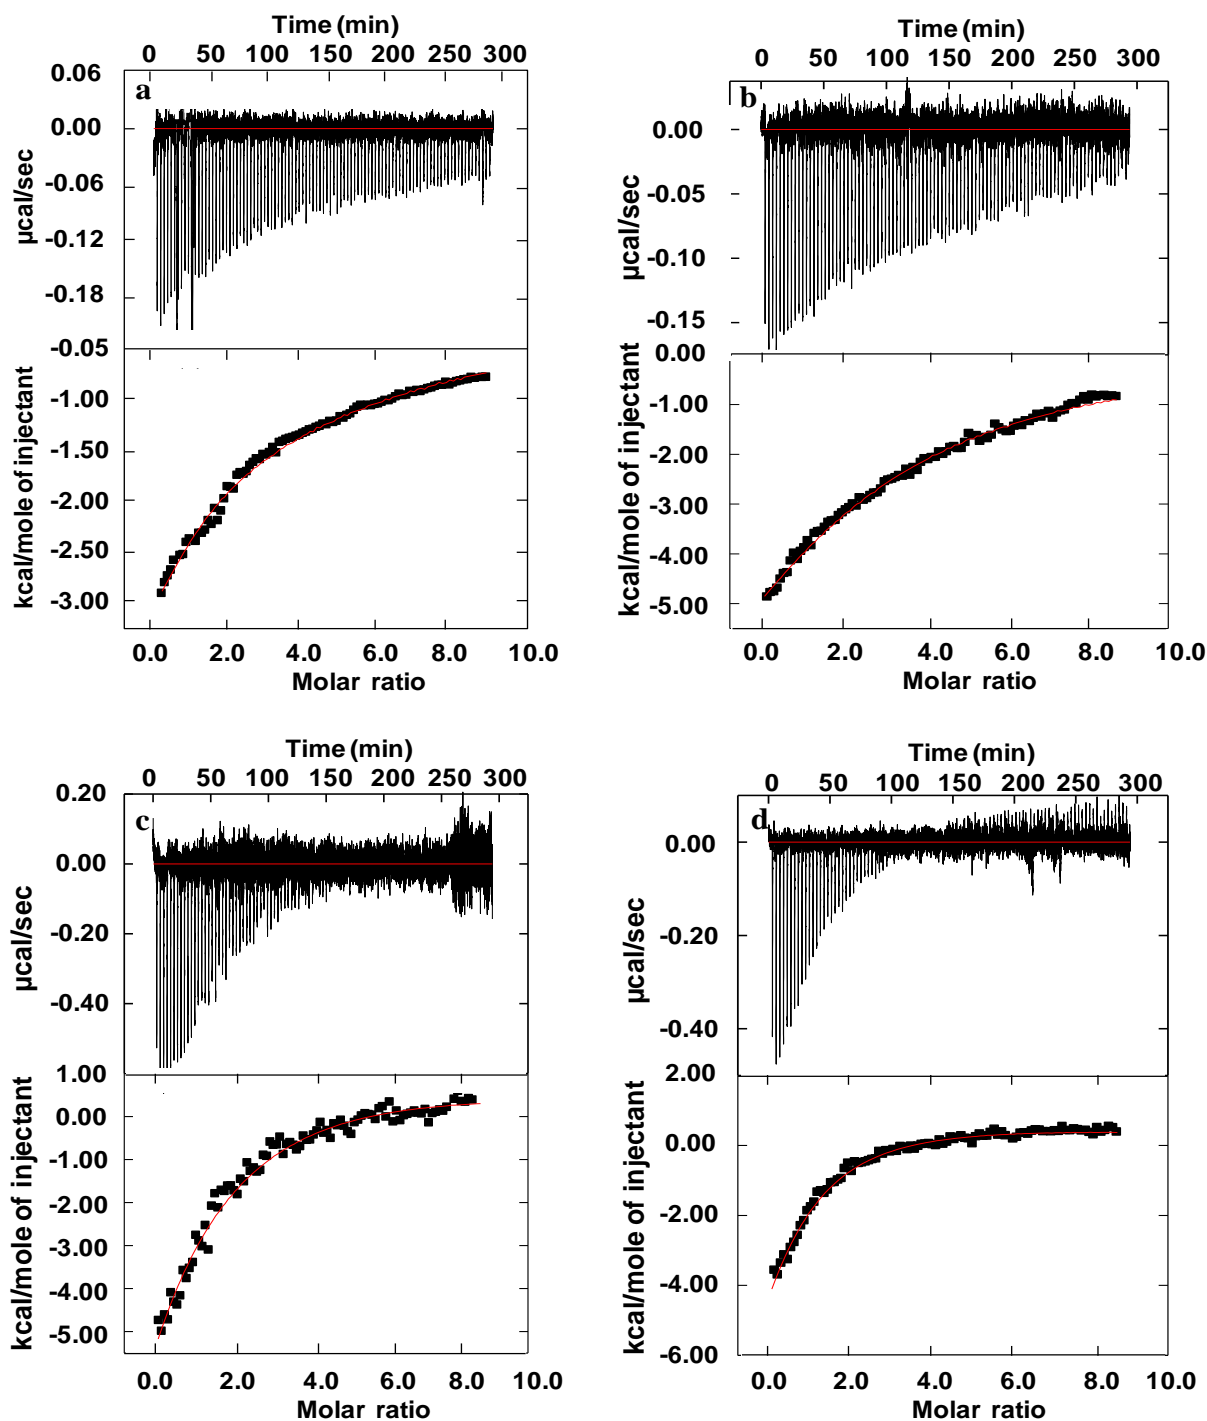 Time (min)
0 50 100 150 200 250 300
0.06
a
0.00
-0.06
-0.12
-0.18
-0.05
µcal/sec
-1.00
-1.50
-2.00
-2.50
-3.00
kcal/mole of injectant
0.0 2.0 4.0 6.0 8.0 10.0
Molar ratio
Time (min)
0 50 100 150 200 250 300
b
0.00
-0.05
-0.10
-0.15
0.00
µcal/sec
-1.00
-2.00
-3.00
-4.00
-5.00
kcal/mole of injectant
0.0 2.0 4.0 6.0 8.0 10.0
Molar ratio
Time (min)
0 50 100 150 200 250 300
0.20
c
0.00
-0.20
-0.40
1.00
µcal/sec
0.00
-1.00
-2.00
-3.00
-4.00
-5.00
kcal/mole of injectant
0.0 2.0 4.0 6.0 8.0 10.0
Molar ratio
Time (min)
0 50 100 150 200 250 300
d
0.00
-0.20
-0.40
2.00
µcal/sec
0.00
-2.00
-4.00
-6.00
kcal/mole of injectant
0.0 2.0 4.0 6.0 8.0 10.0
Molar ratio